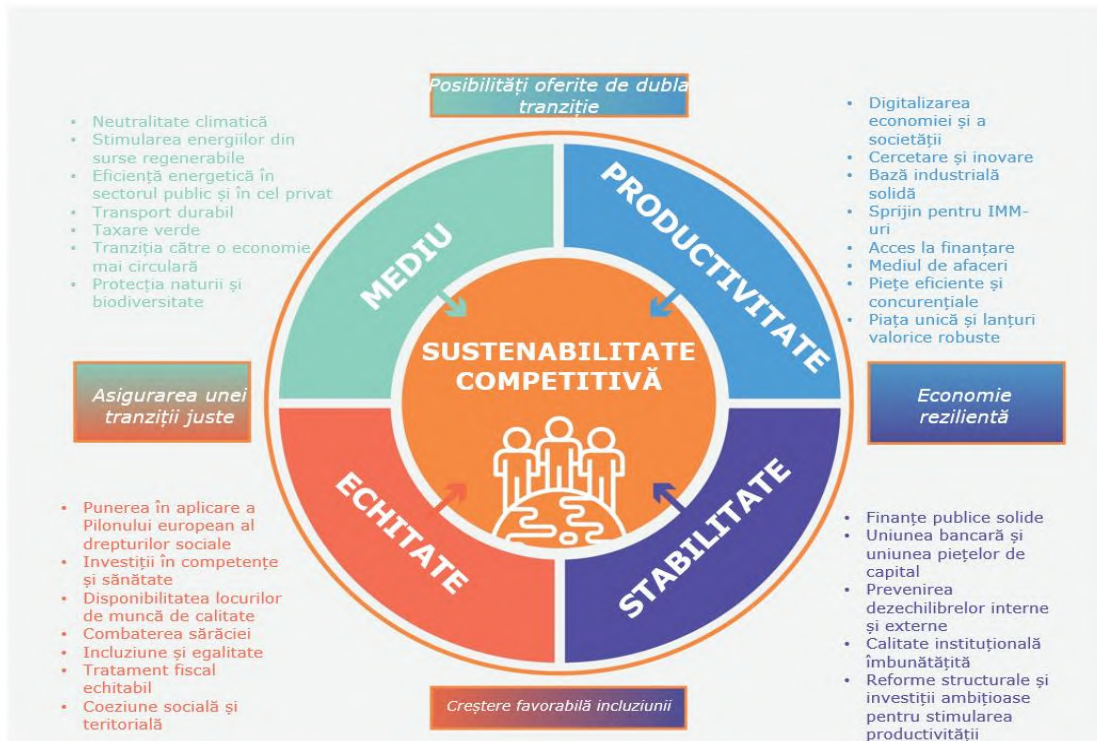 Posibilități oferite de dubla
tranziție
• Neutralitate climatică
• Stimularea energiilor din
surse regenerabile
• Eficiență energetică în
sectorul public și în cel privat
• Transport durabil
• Taxare verde
• Tranziția către o economie
mai circulară
• Protecția naturii și
biodiversitate
• Digitalizarea
economiei și a
societății
• Cercetare și inovare
• Bază industrială
solidă
• Sprijin pentru IMM-
uri
• Acces la finanțare
• Mediul de afaceri
• Piețe eficiente și
concurențiale
• Piața unică și lanțuri
valorice robuste
MEDIU
PRODUCTIVITATE
SUSTENABILITATE
COMPETITIVĂ
Asigurarea unei
tranziții juste
Economie
rezilientă
ECHITATE
STABILITATE
• Punerea în aplicare a
Pilonului european al
drepturilor sociale
• Investiții în competențe
și sănătate
• Disponibilitatea locurilor
de muncă de calitate
• Combaterea sărăciei
• Incluziune și egalitate
• Tratament fiscal
echitabil
• Coeziune socială și
teritorială
• Finanțe publice solide
• Uniunea bancară și
uniunea piețelor de
capital
• Prevenirea
dezechilibrelor interne
și externe
• Calitate instituțională
îmbunătățită
• Reforme structurale și
investiții ambițioase
pentru stimularea
productivității
Creștere favorabilă incluziunii